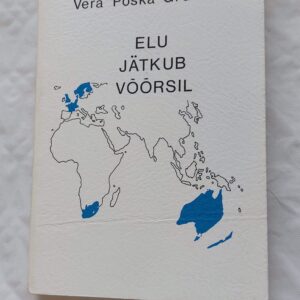 Vera Poska
ELU
JÄTKUB
VÕÕRSIL